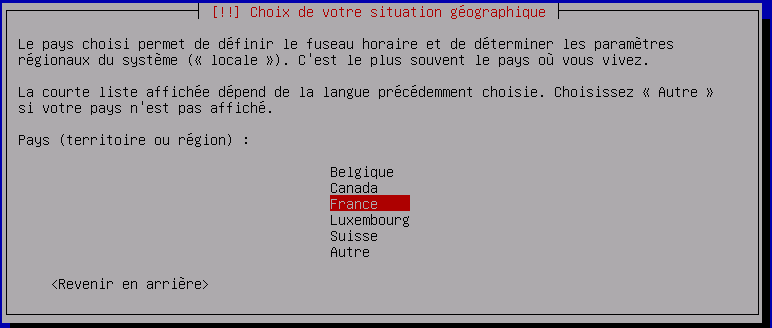 [!!] Choix de votre situation géographique
Le pays choisi permet de définir le fuseau horaire et de déterminer les paramètres
régionaux du système (« locale »). C'est le plus souvent le pays où vous vivez.
La courte liste affichée dépend de la langue précédemment choisie. Choisissez « Autre »
si votre pays n'est pas affiché.
Pays (territoire ou région) :
Belgique
Canada
France
Luxembourg
Suisse
Autre
<Revenir en arrière>